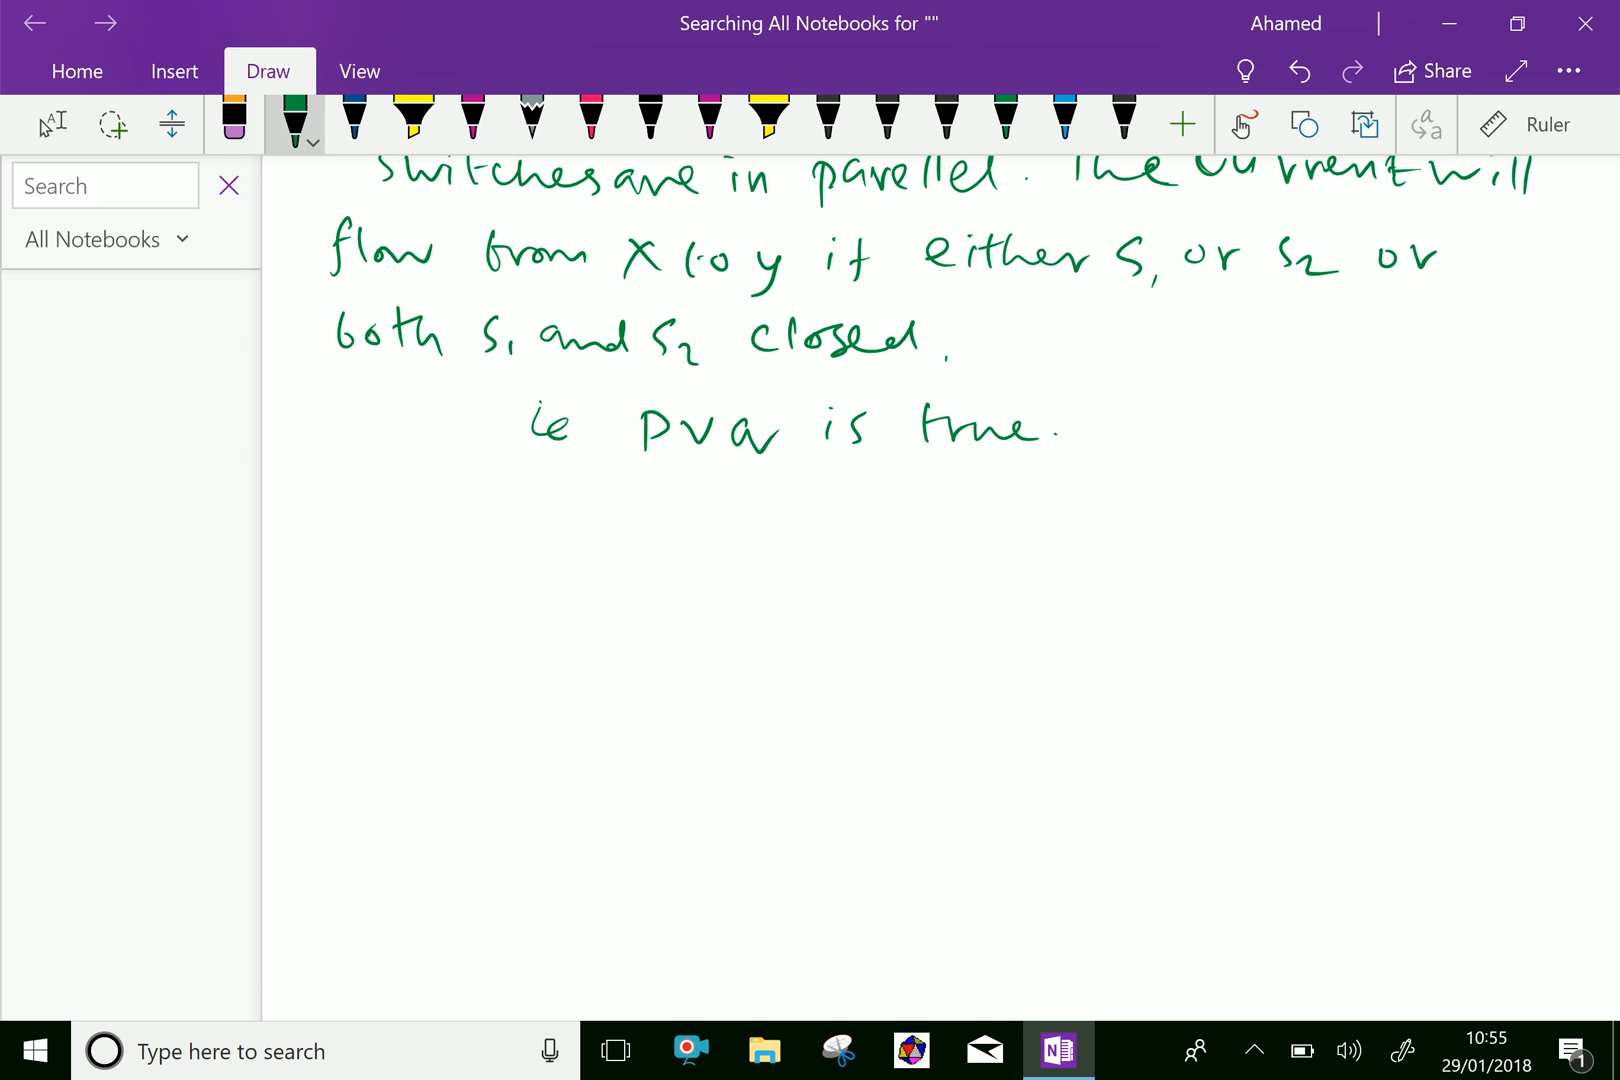 Searching All Notebooks for ""
Ahamed
Home
Insert
Draw
View
Share
Ruler
Search
All Notebooks
switches are in parellel. The current will
flow from x to y if either S1 or S2 or
both S1 and S2 closed.
ie p v q is true.
Type here to search
10:55
29/01/2018
1